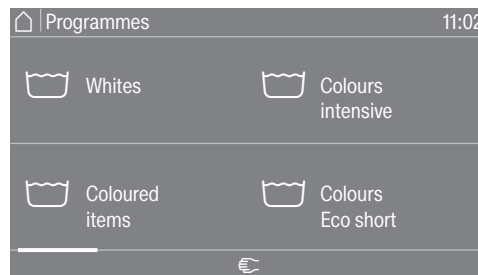 Programmes 11:02
Whites
Colours
intensive
Coloured
items
Colours
Eco short